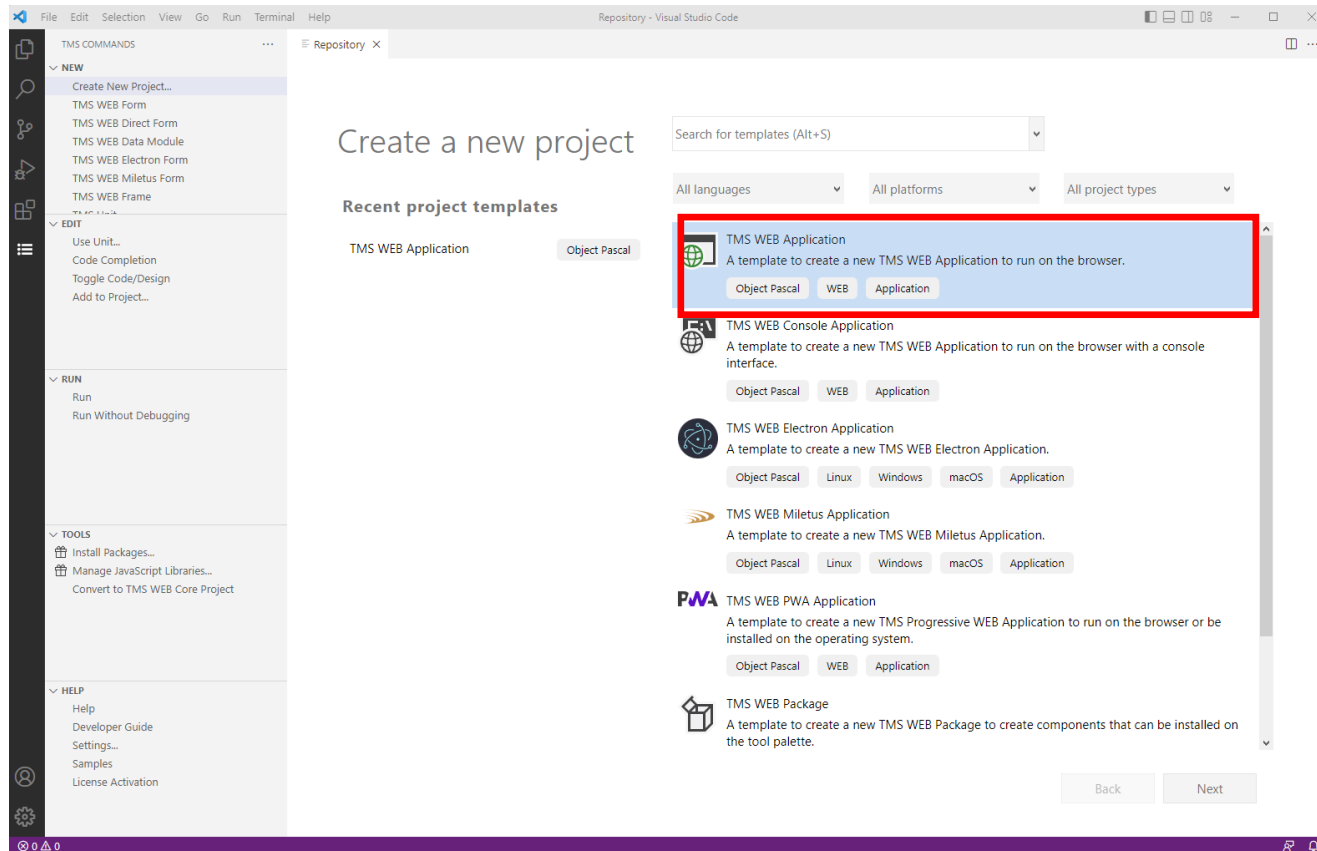 File Edit Selection View Go Run Terminal Help
Repository - Visual Studio Code
TMS COMMANDS
NEW
Create New Project...
TMS WEB Form
TMS WEB Direct Form
TMS WEB Data Module
TMS WEB Electron Form
TMS WEB Miletus Form
TMS WEB Frame
EDIT
Use Unit...
Code Completion
Toggle Code/Design
Add to Project...
RUN
Run
Run Without Debugging
TOOLS
Install Packages...
Manage JavaScript Libraries...
Convert to TMS WEB Core Project
HELP
Help
Developer Guide
Settings...
Samples
License Activation
0 0
Repository
Create a new project
Recent project templates
TMS WEB Application Object Pascal
Search for templates (Alt+S)
All languages All platforms All project types
TMS WEB Application
A template to create a new TMS WEB Application to run on the browser.
Object Pascal WEB Application
TMS WEB Console Application
A template to create a new TMS WEB Application to run on the browser with a console
interface.
Object Pascal WEB Application
TMS WEB Electron Application
A template to create a new TMS WEB Electron Application.
Object Pascal Linux Windows macOS Application
TMS WEB Miletus Application
A template to create a new TMS WEB Miletus Application.
Object Pascal Linux Windows macOS Application
PWA TMS WEB PWA Application
A template to create a new TMS Progressive WEB Application to run on the browser or be
installed on the operating system.
Object Pascal WEB Application
TMS WEB Package
A template to create a new TMS WEB Package to create components that can be installed on
the tool palette.
Back Next